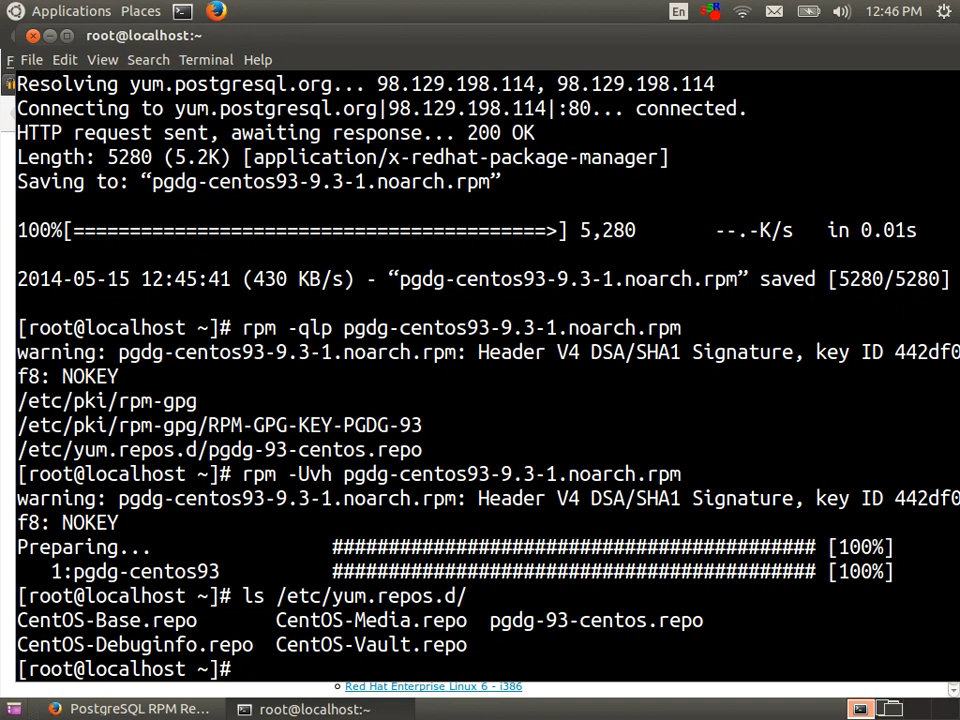 Applications Places En 12:46 PM
root@localhost:~
File Edit View Search Terminal Help
Resolving yum.postgresql.org... 98.129.198.114, 98.129.198.114
Connecting to yum.postgresql.org|98.129.198.114|:80... connected.
HTTP request sent, awaiting response... 200 OK
Length: 5280 (5.2K) [application/x-redhat-package-manager]
Saving to: “pgdg-centos93-9.3-1.noarch.rpm”
100%[==========================================>] 5,280 --.-K/s in 0.01s
2014-05-15 12:45:41 (430 KB/s) - “pgdg-centos93-9.3-1.noarch.rpm” saved [5280/5280]
[root@localhost ~]# rpm -qlp pgdg-centos93-9.3-1.noarch.rpm
warning: pgdg-centos93-9.3-1.noarch.rpm: Header V4 DSA/SHA1 Signature, key ID 442df0
f8: NOKEY
/etc/pki/rpm-gpg
/etc/pki/rpm-gpg/RPM-GPG-KEY-PGDG-93
/etc/yum.repos.d/pgdg-93-centos.repo
[root@localhost ~]# rpm -Uvh pgdg-centos93-9.3-1.noarch.rpm
warning: pgdg-centos93-9.3-1.noarch.rpm: Header V4 DSA/SHA1 Signature, key ID 442df0
f8: NOKEY
Preparing... ########################################### [100%]
1:pgdg-centos93 ########################################### [100%]
[root@localhost ~]# ls /etc/yum.repos.d/
CentOS-Base.repo CentOS-Media.repo pgdg-93-centos.repo
CentOS-Debuginfo.repo CentOS-Vault.repo
[root@localhost ~]#
Red Hat Enterprise Linux 6 - i386
PostgreSQL RPM Re... root@localhost:~